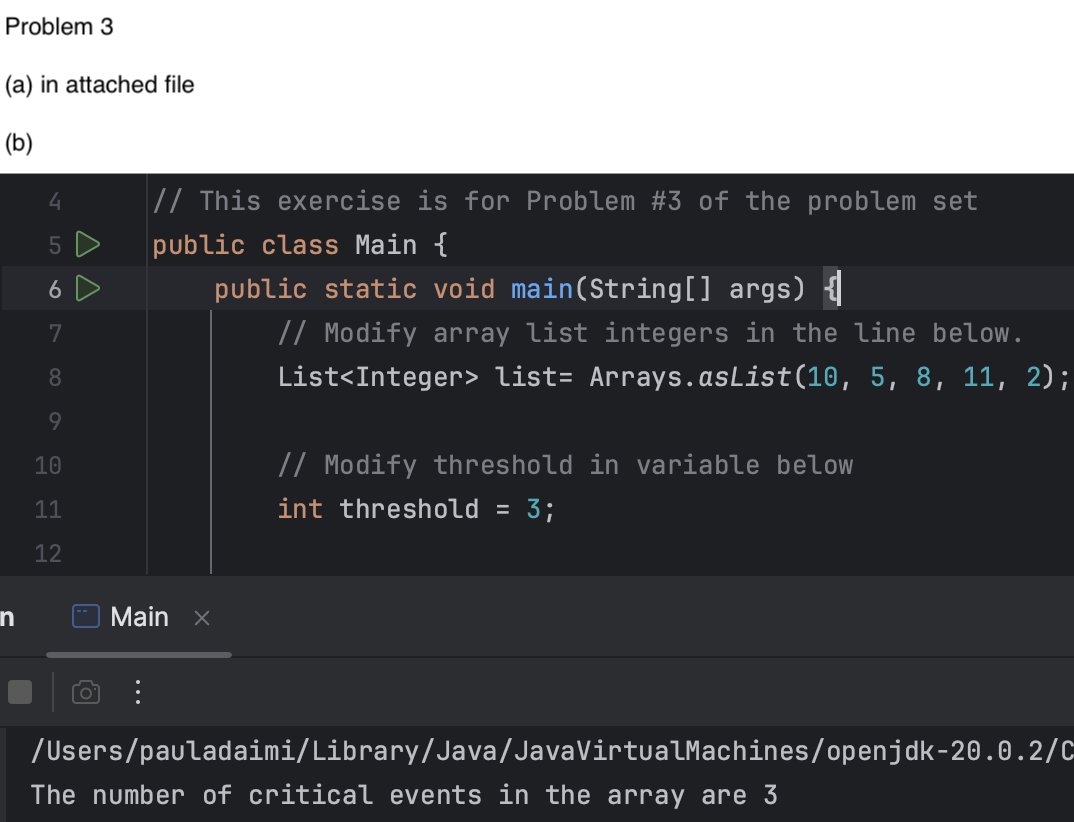 Problem 3
(a) in attached file
(b)
4 // This exercise is for Problem #3 of the problem set
5 public class Main {
6 public static void main(String[] args) {
7 // Modify array list integers in the line below.
8 List<Integer> list= Arrays.asList(10, 5, 8, 11, 2);
9
10 // Modify threshold in variable below
11 int threshold = 3;
12
n Main
/Users/pauladaimi/Library/Java/JavaVirtualMachines/openjdk-20.0.2/C
The number of critical events in the array are 3